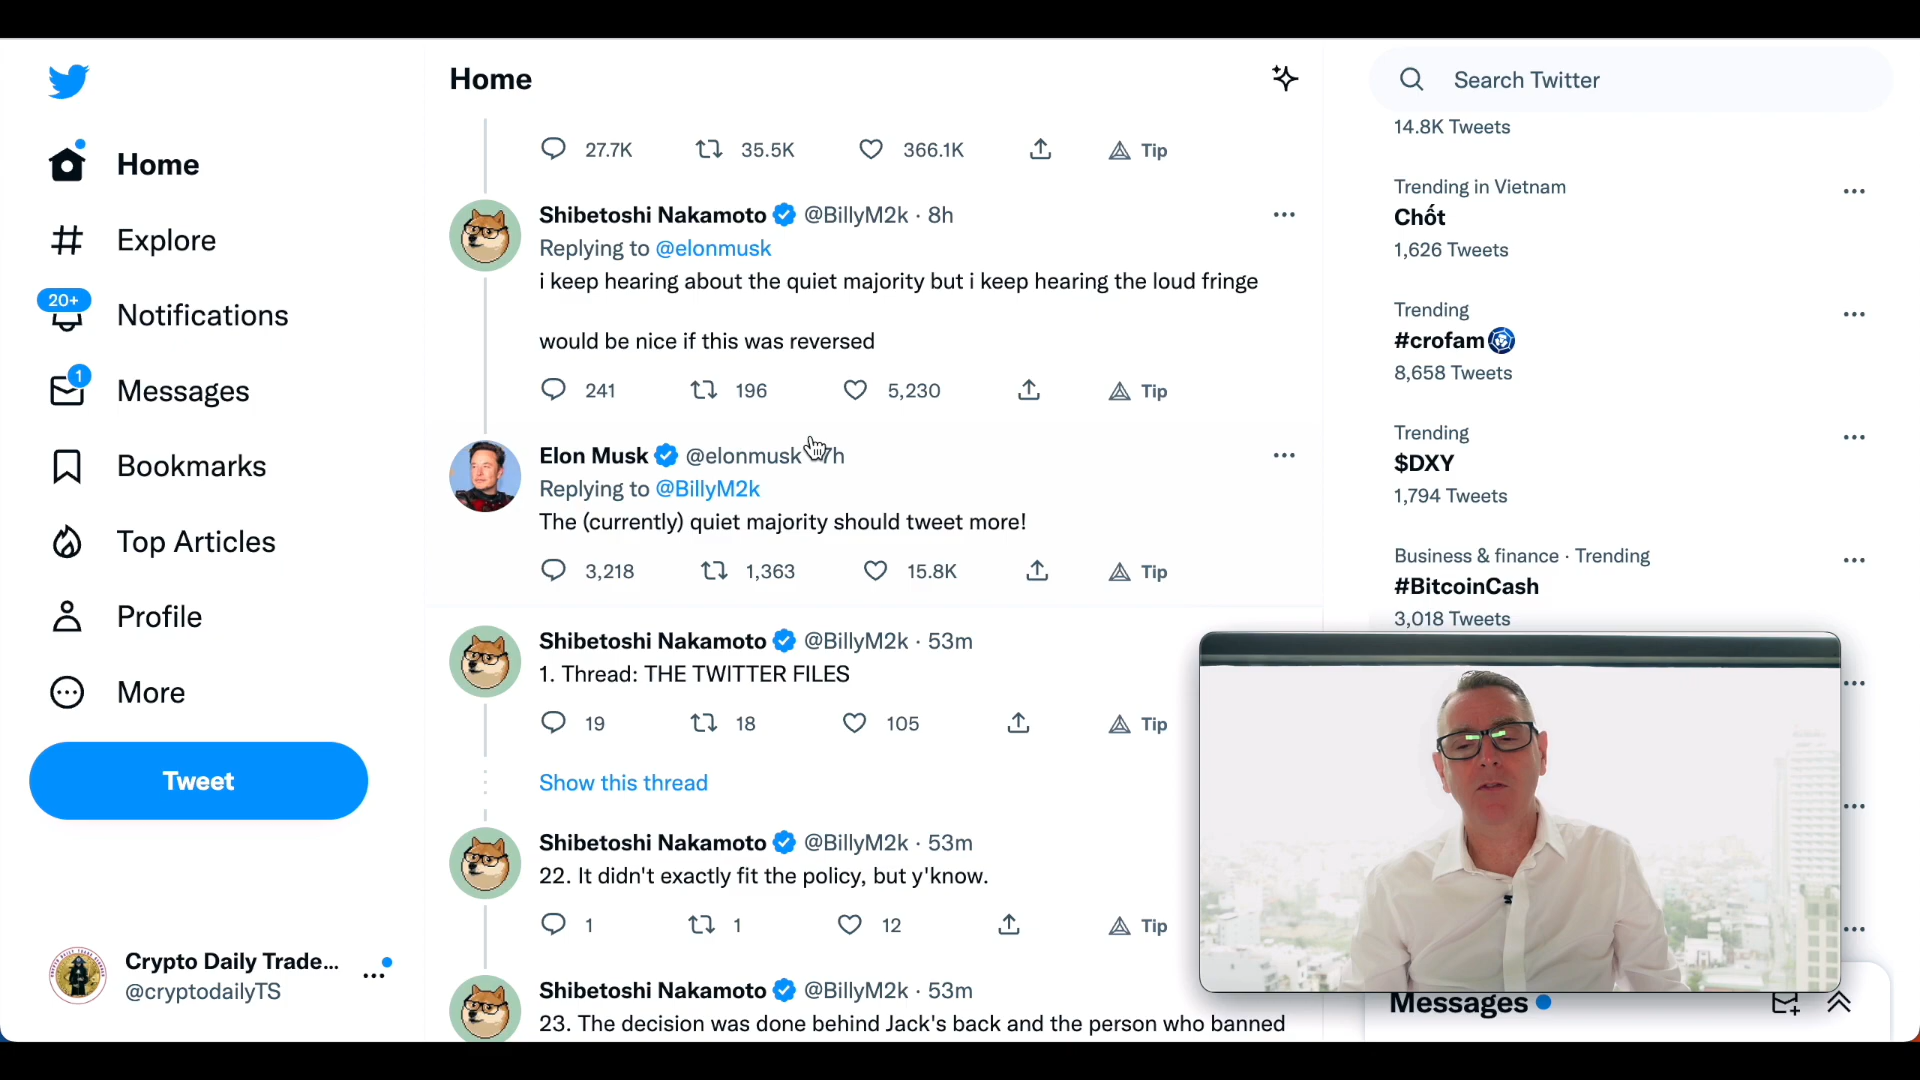 Home
Explore
20+
Notifications
1
Messages
Bookmarks
Top Articles
Profile
More
Tweet
Crypto Daily Trade...
@cryptodailyTS
Home
27.7K 35.5K 366.1K Tip
Shibetoshi Nakamoto @BillyM2k · 8h
Replying to @elonmusk
i keep hearing about the quiet majority but i keep hearing the loud fringe
would be nice if this was reversed
241 196 5,230 Tip
Elon Musk @elonmusk 7h
Replying to @BillyM2k
The (currently) quiet majority should tweet more!
3,218 1,363 15.8K Tip
Shibetoshi Nakamoto @BillyM2k · 53m
1. Thread: THE TWITTER FILES
19 18 105 Tip
Show this thread
Shibetoshi Nakamoto @BillyM2k · 53m
22. It didn't exactly fit the policy, but y'know.
1 1 12 Tip
Shibetoshi Nakamoto @BillyM2k · 53m
23. The decision was done behind Jack's back and the person who banned
Search Twitter
14.8K Tweets
Trending in Vietnam
Chốt
1,626 Tweets
Trending
#crofam
8,658 Tweets
Trending
$DXY
1,794 Tweets
Business & finance · Trending
#BitcoinCash
3,018 Tweets
Messages